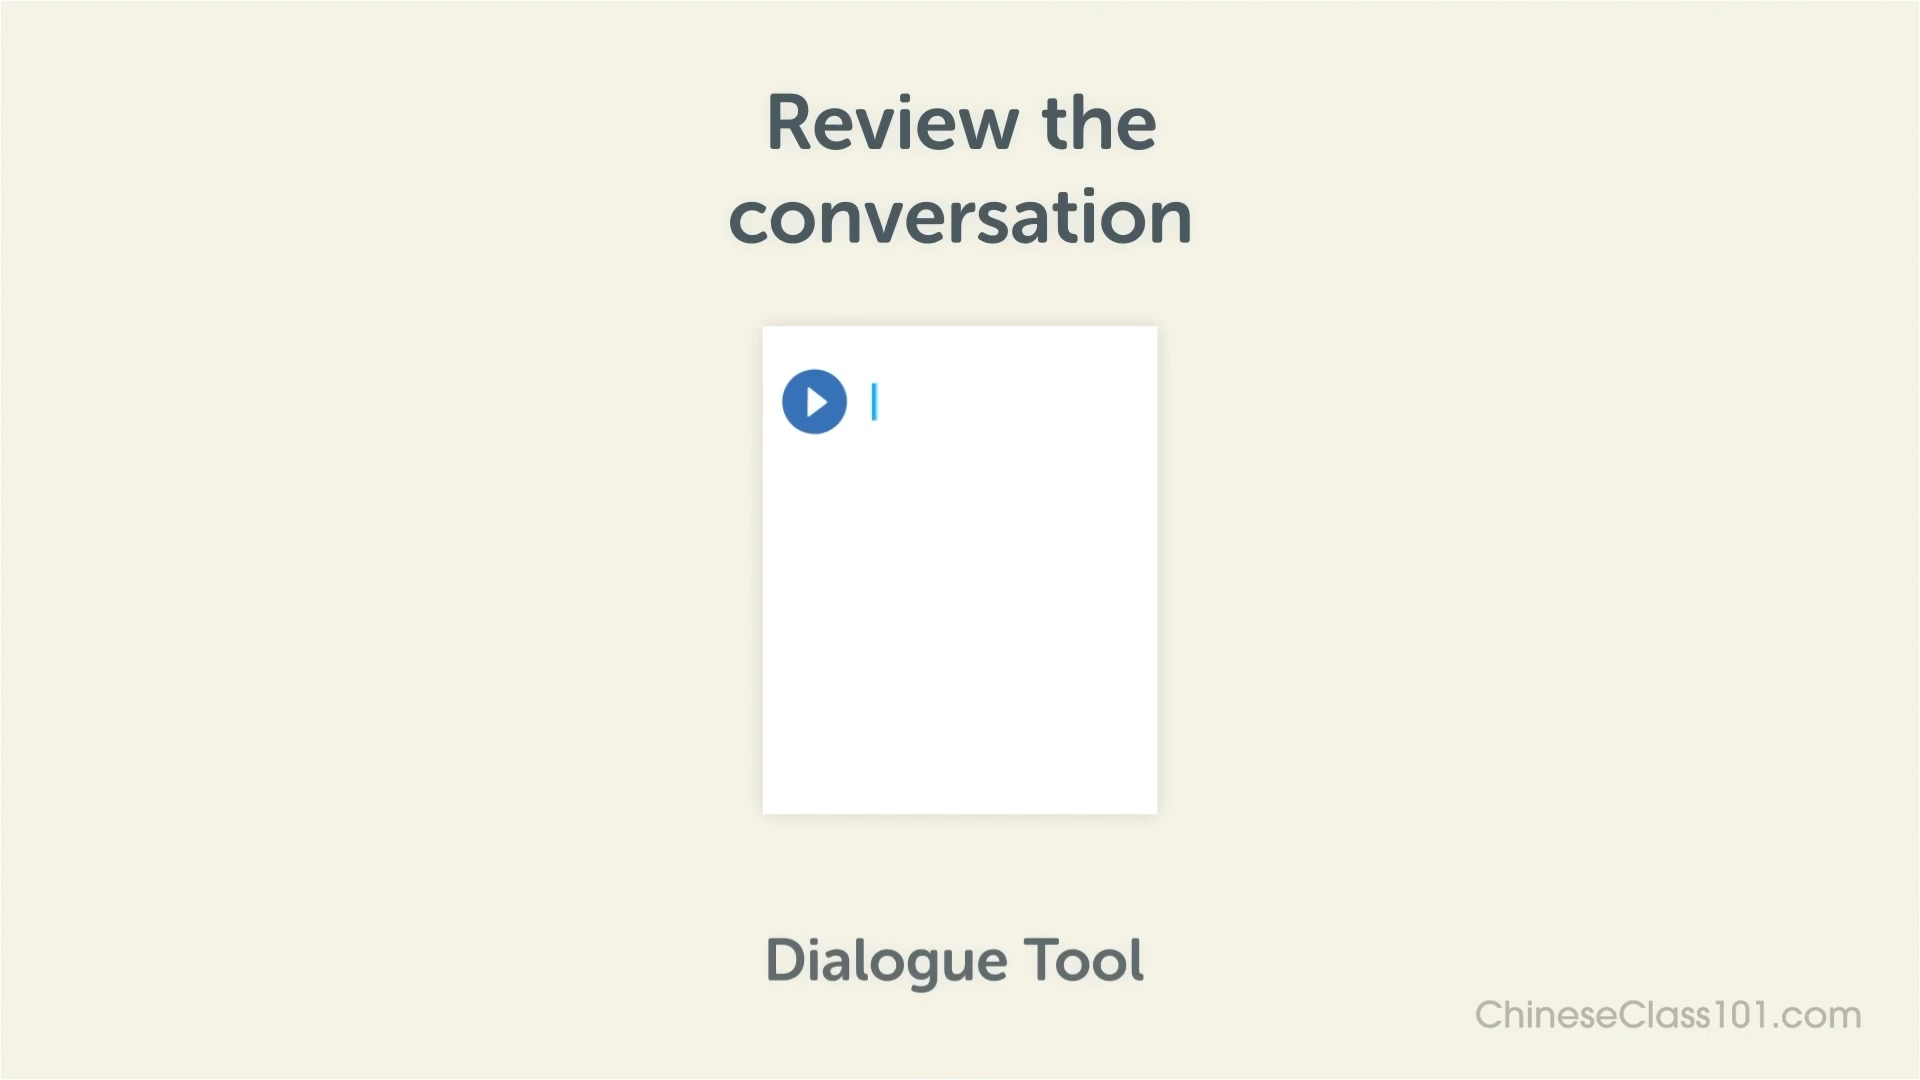 Review the
conversation
Dialogue Tool
ChineseClass101.com